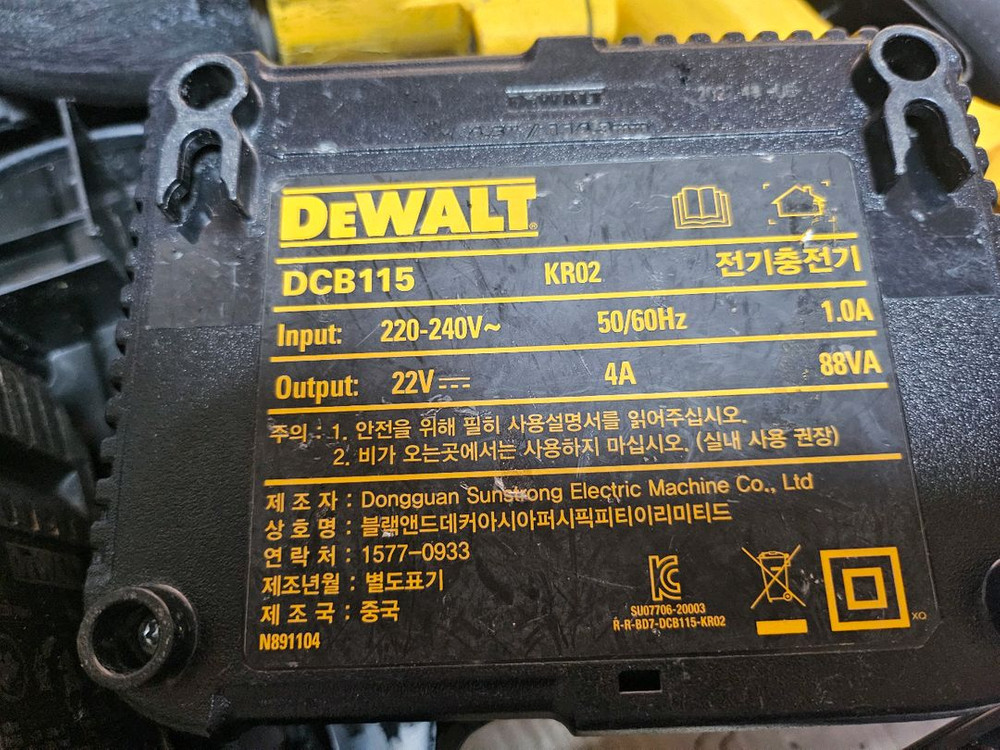 DEWALT
DEWALT
DCB115 KR02 전기충전기
Input: 220-240V~ 50/60Hz 1.0A
Output: 22V⎓ 4A 88VA
주의 : 1. 안전을 위해 필히 사용설명서를 읽어주십시오.
2. 비가 오는곳에서는 사용하지 마십시오. (실내 사용 권장)
제 조 자 : Dongguan Sunstrong Electric Machine Co., Ltd
상 호 명 : 블랙앤드데커아시아퍼시픽피티이리미티드
연 락 처 : 1577-0933
제조년월 : 별도표기
제 조 국 : 중국
N891104
SU07706-20003
R-R-BD7-DCB115-KR02
XQ